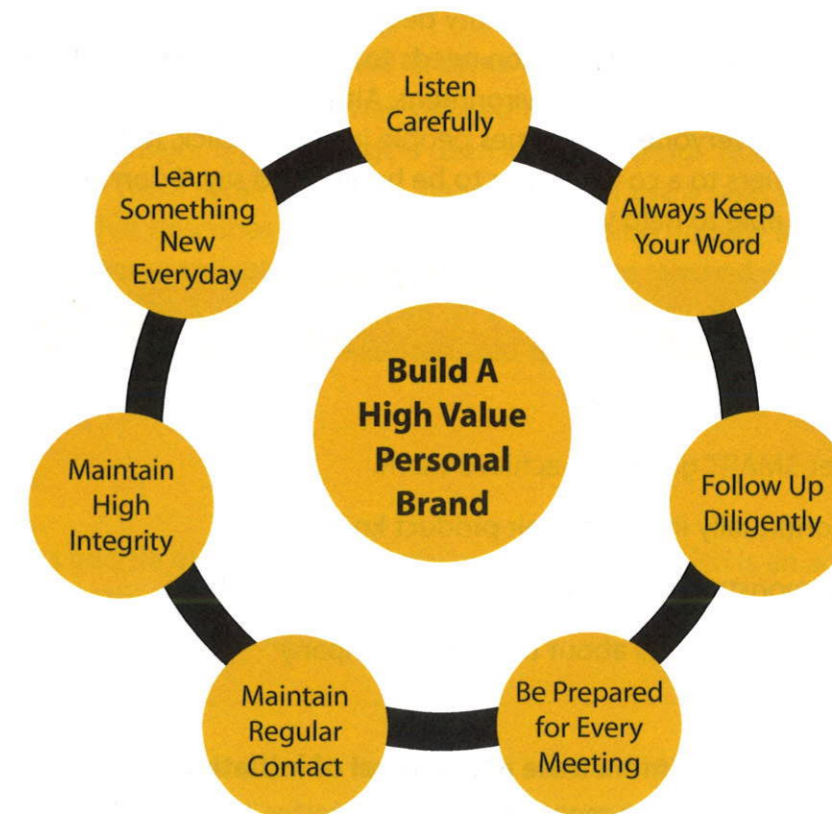 Listen
Carefully
Always Keep
Your Word
Follow Up
Diligently
Be Prepared
for Every
Meeting
Maintain
Regular
Contact
Maintain
High
Integrity
Learn
Something
New
Everyday
Build A
High Value
Personal
Brand